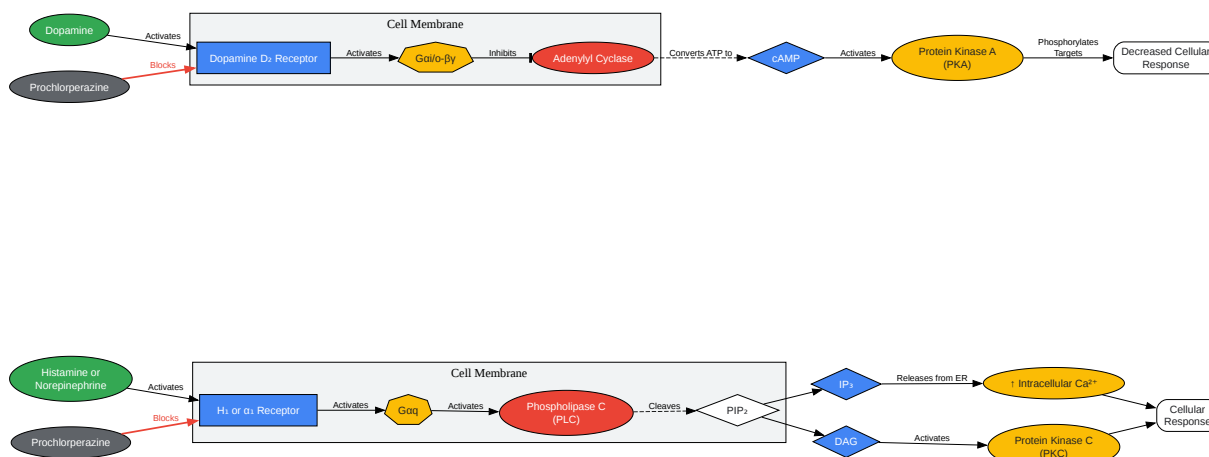 Cell Membrane
Dopamine
Activates
Dopamine D₂ Receptor
Activates
Gαi/o-βγ
Inhibits
Adenylyl Cyclase
Converts ATP to
cAMP
Activates
Protein Kinase A
(PKA)
Phosphorylates
Targets
Decreased Cellular
Response
Blocks
Prochlorperazine
Cell Membrane
Histamine or
Norepinephrine
Activates
H₁ or α₁ Receptor
Activates
Gαq
Activates
Phospholipase C
(PLC)
Cleaves
PIP₂
IP₃
Releases from ER
↑ Intracellular Ca²⁺
Cellular
Response
Blocks
Prochlorperazine
DAG
Activates
Protein Kinase C
(PKC)